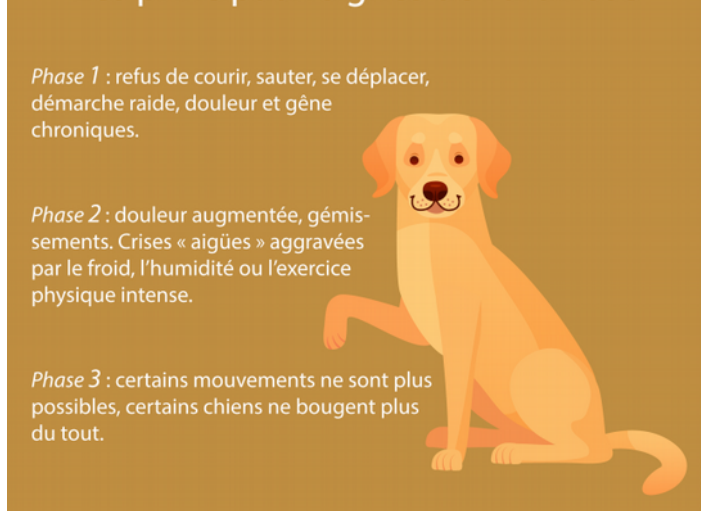 Phase 1 : refus de courir, sauter, se déplacer,
démarche raide, douleur et gêne
chroniques.
Phase 2 : douleur augmentée, gémis-
sements. Crises « aigües » aggravées
par le froid, l'humidité ou l'exercice
physique intense.
Phase 3 : certains mouvements ne sont plus
possibles, certains chiens ne bougent plus
du tout.